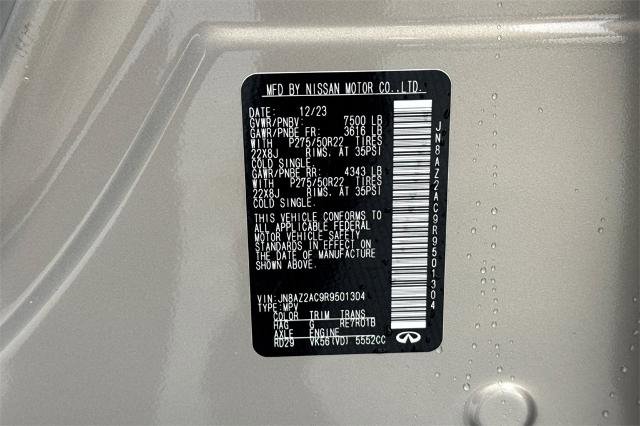 MFD BY NISSAN MOTOR CO.,LTD.
DATE: 12/23
GVWR/PNBV: 7500 LB
GAWR/PNBE FR: 3616 LB
WITH P275/50R22 TIRES
22X8J RIMS. AT 35PSI
COLD SINGLE.
GAWR/PNBE RR: 4343 LB
WITH P275/50R22 TIRES
22X8J RIMS. AT 35PSI
COLD SINGLE.
THIS VEHICLE CONFORMS TO
ALL APPLICABLE FEDERAL
MOTOR VEHICLE SAFETY
STANDARDS IN EFFECT ON THE
DATE OF MANUFACTURE
SHOWN ABOVE.
VIN: JN8AZ2AC9R9501304
TYPE: MPV
COLOR TRIM TRANS
HAG G RE7R01B
AXLE ENGINE
RD29 VK56(VD) 5552CC
JN8AZ2AC9R9501304